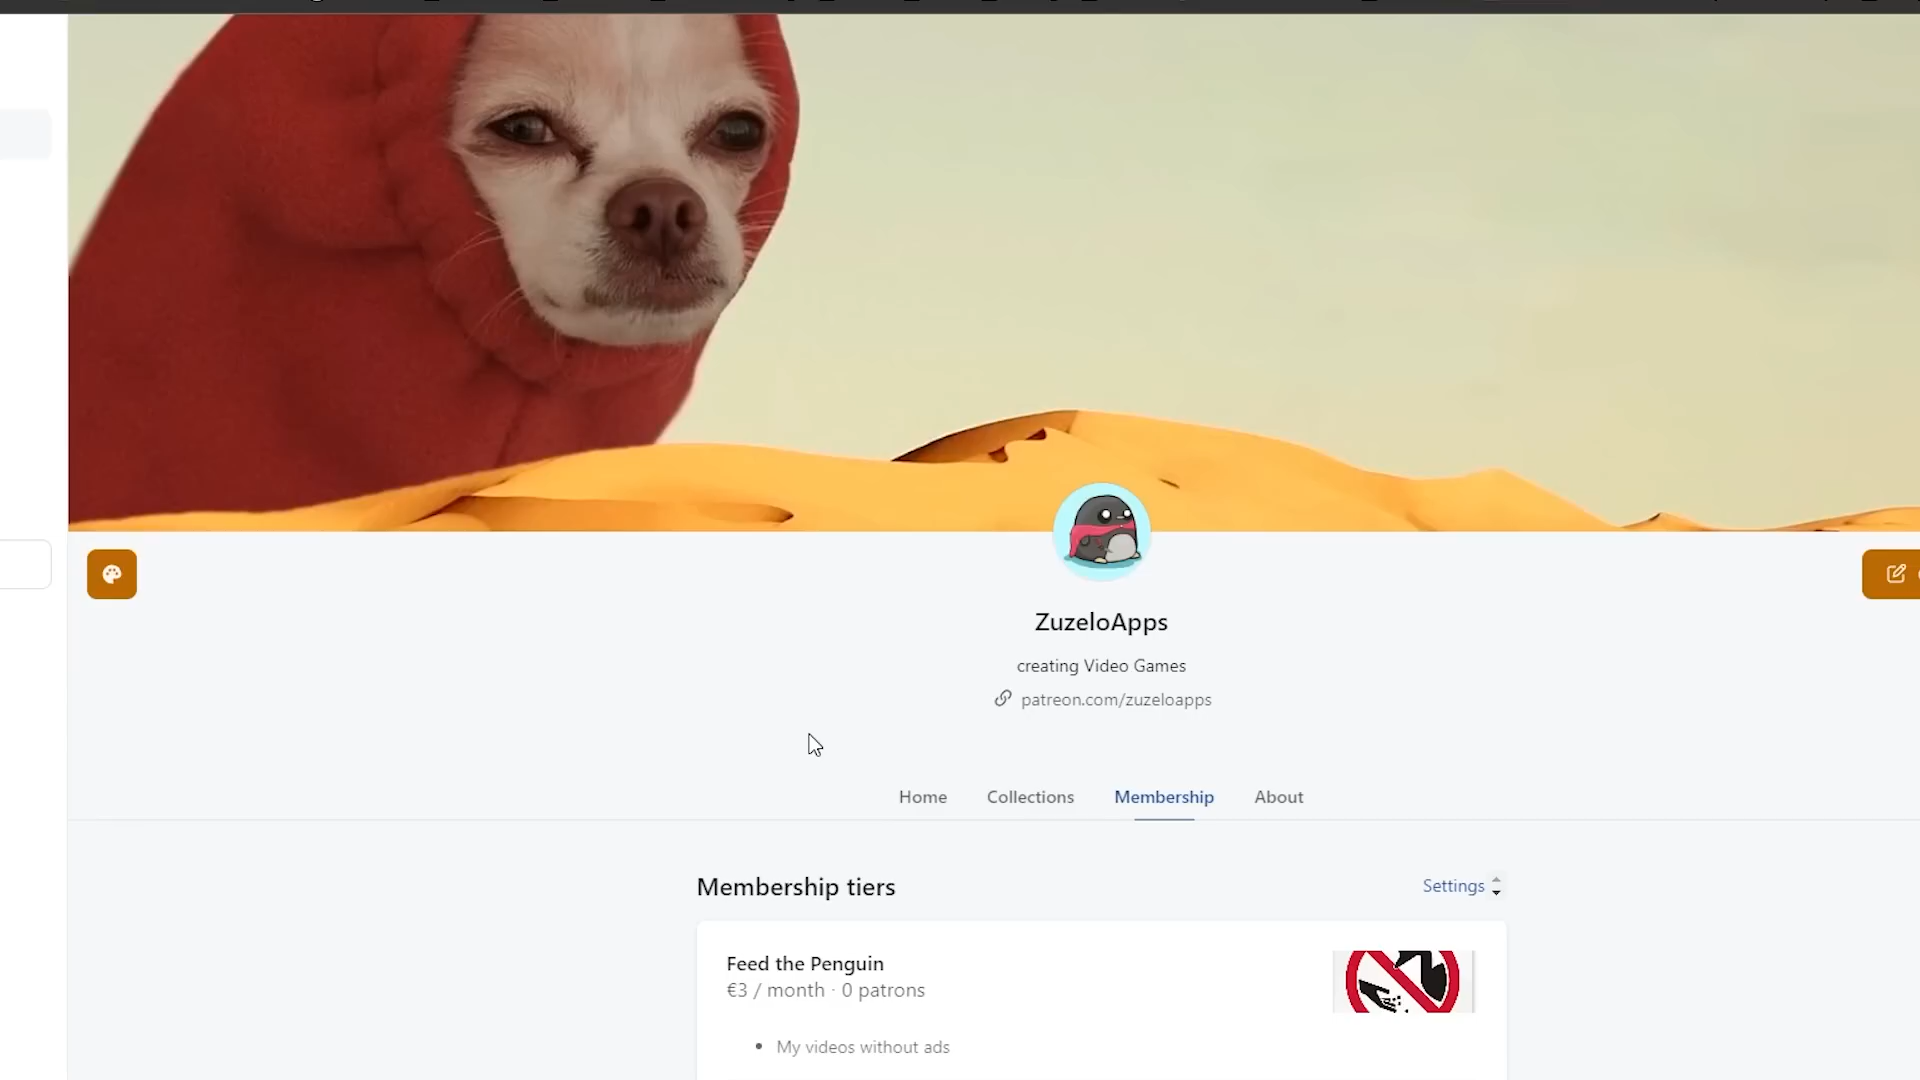 ZuzeloApps
creating Video Games
patreon.com/zuzeloapps
Home Collections Membership About
Membership tiers
Settings
Feed the Penguin
€3 / month · 0 patrons
• My videos without ads